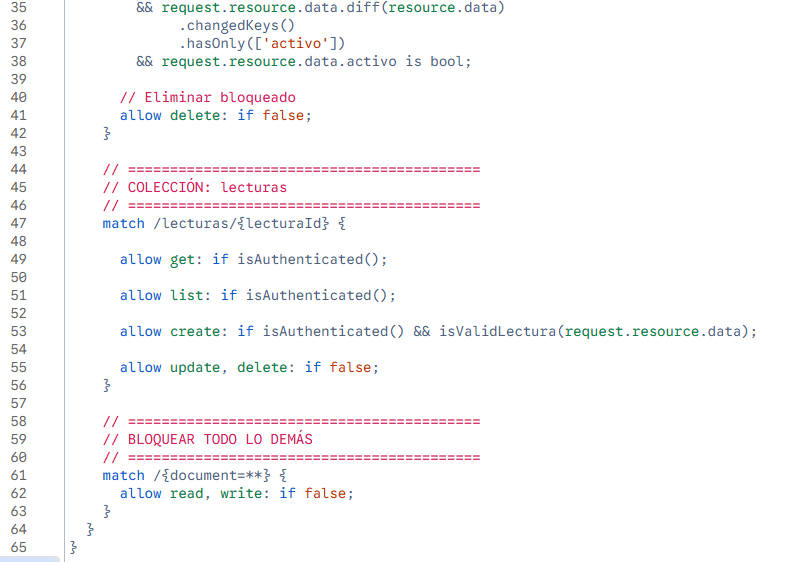 35 && request.resource.data.diff(resource.data)
36 .changedKeys()
37 .hasOnly(['activo'])
38 && request.resource.data.activo is bool;
39
40 // Eliminar bloqueado
41 allow delete: if false;
42 }
43
44 // ==========================================
45 // COLECCIÓN: lecturas
46 // ==========================================
47 match /lecturas/{lecturaId} {
48
49 allow get: if isAuthenticated();
50
51 allow list: if isAuthenticated();
52
53 allow create: if isAuthenticated() && isValidLectura(request.resource.data);
54
55 allow update, delete: if false;
56 }
57
58 // ==========================================
59 // BLOQUEAR TODO LO DEMÁS
60 // ==========================================
61 match /{document=**} {
62 allow read, write: if false;
63 }
64 }
65 }